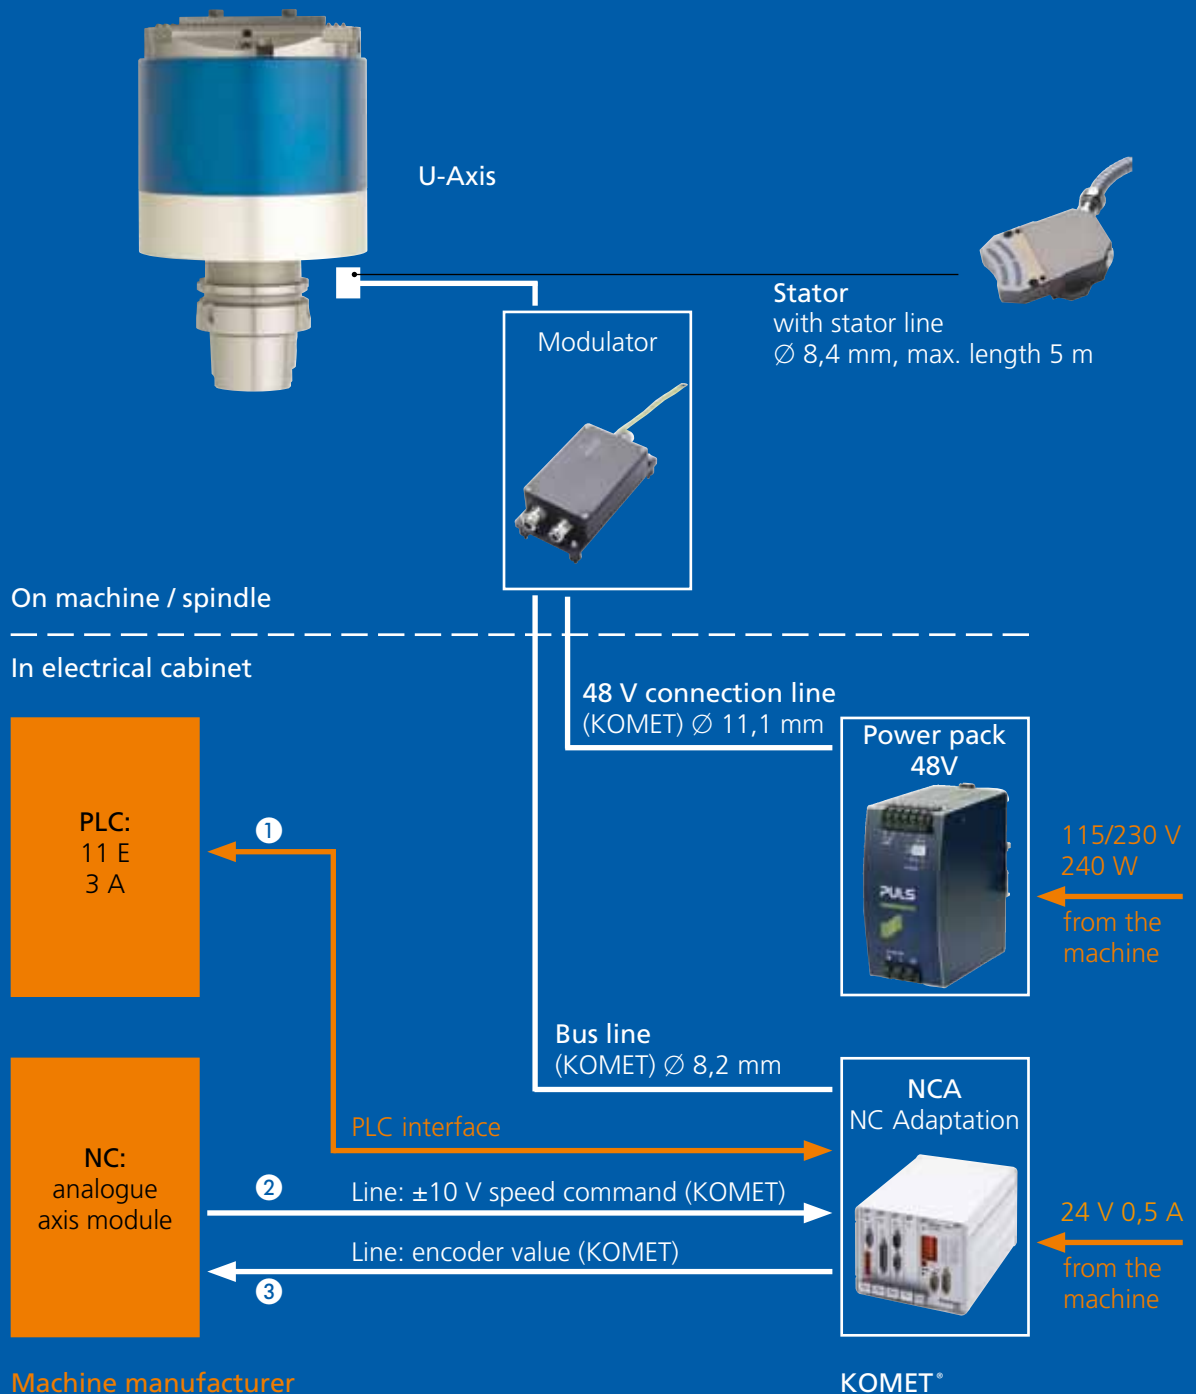 U-Axis
Stator
with stator line
∅ 8,4 mm, max. length 5 m
Modulator
On machine / spindle
In electrical cabinet
48 V connection line
(KOMET) ∅ 11,1 mm
Power pack
48V
PULS
115/230 V
240 W
from the
machine
PLC:
11 E
3 A
1
Bus line
(KOMET) ∅ 8,2 mm
NCA
NC Adaptation
PLC interface
NC:
analogue
axis module
2
Line: ±10 V speed command (KOMET)
Line: encoder value (KOMET)
3
24 V 0,5 A
from the
machine
Machine manufacturer
KOMET®